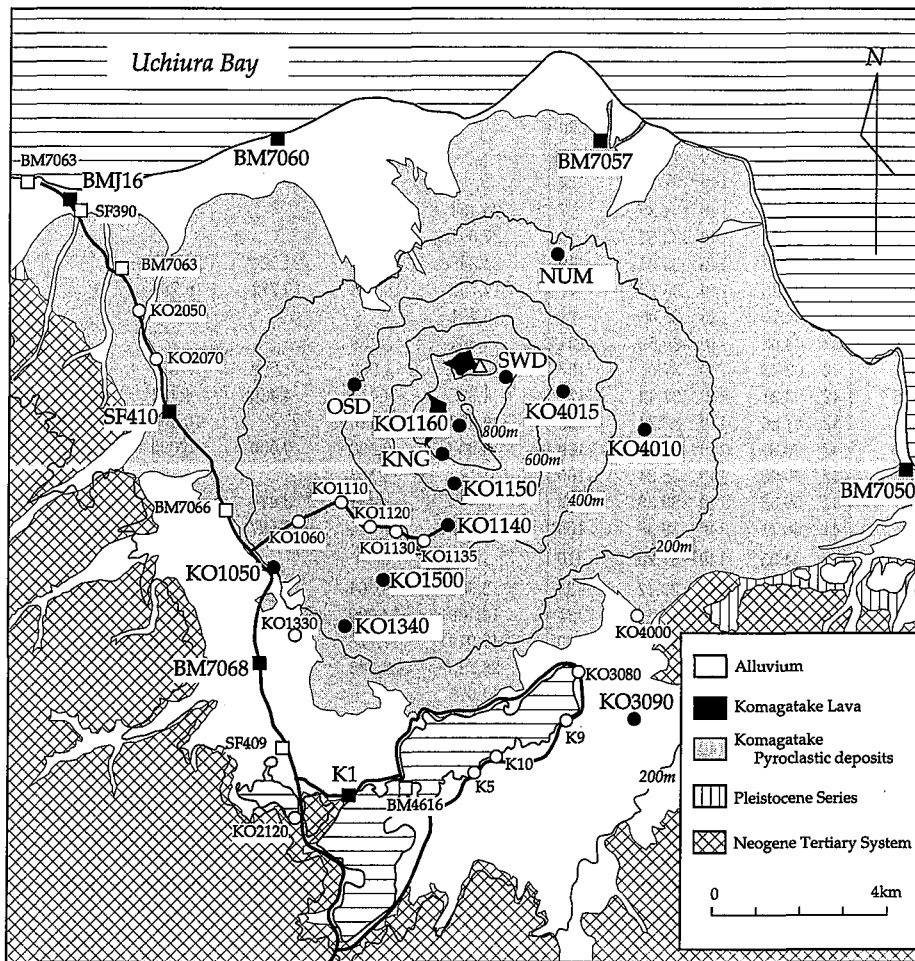 Uchiura Bay
N
BM7063
BM7060
BM7057
BMJ16
SF390
BM7063
NUM
KO2050
KO2070
SWD
OSD
KO4015
SF410
KO1160
800m
KO4010
KNG
600m
BM7050
KO1110
KO1150
400m
BM7066
KO1120
KO1060
KO1140
KO1130
KO1135
200m
KO1050
KO1500
KO1330
KO1340
KO4000
BM7068
KO3080
KO3090
SF409
K9
K10
K1
K5
200m
BM4616
KO2120
Alluvium
Komagatake Lava
Komagatake
Pyroclastic deposits
Pleistocene Series
Neogene Tertiary System
0 4km